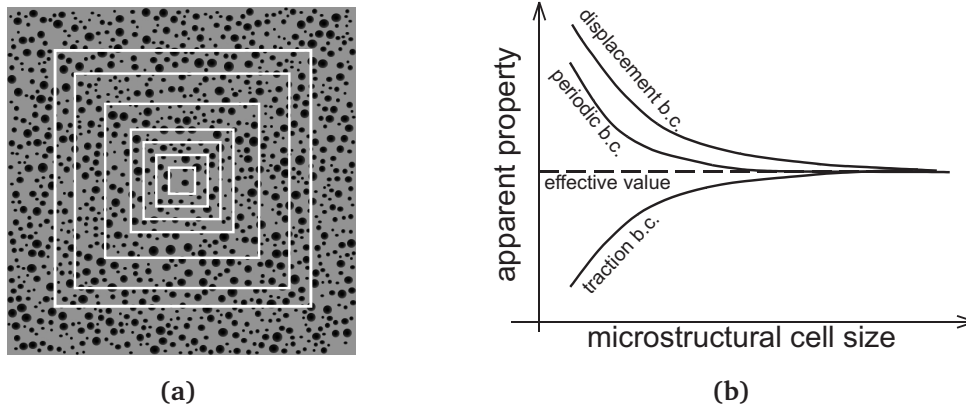 displacement b.c.
periodic b.c.
effective value
traction b.c.
apparent property
microstructural cell size
(a)
(b)